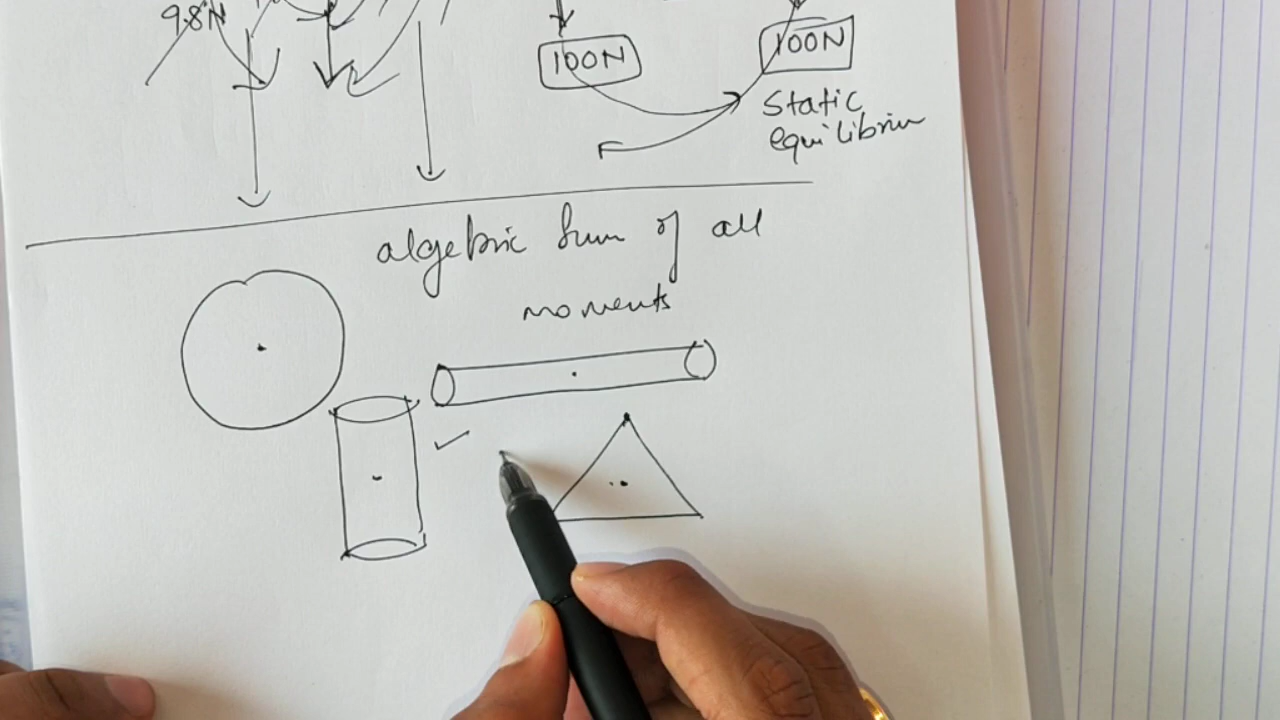 9.8N
100N
100N
Static
equilibrium
algebric Sum of all
moments